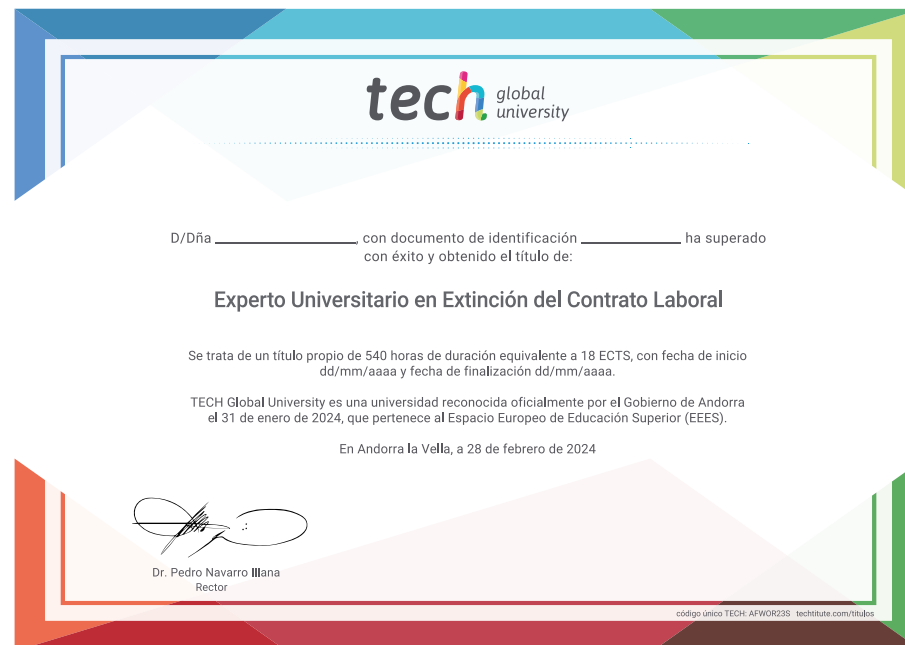 tech global university
D/Dña ____________________, con documento de identificación ______________ ha superado
con éxito y obtenido el título de:
Experto Universitario en Extinción del Contrato Laboral
Se trata de un título propio de 540 horas de duración equivalente a 18 ECTS, con fecha de inicio
dd/mm/aaaa y fecha de finalización dd/mm/aaaa.
TECH Global University es una universidad reconocida oficialmente por el Gobierno de Andorra
el 31 de enero de 2024, que pertenece al Espacio Europeo de Educación Superior (EEES).
En Andorra la Vella, a 28 de febrero de 2024
Dr. Pedro Navarro Illana
Rector
código único TECH: AFWOR23S techtitute.com/titulos